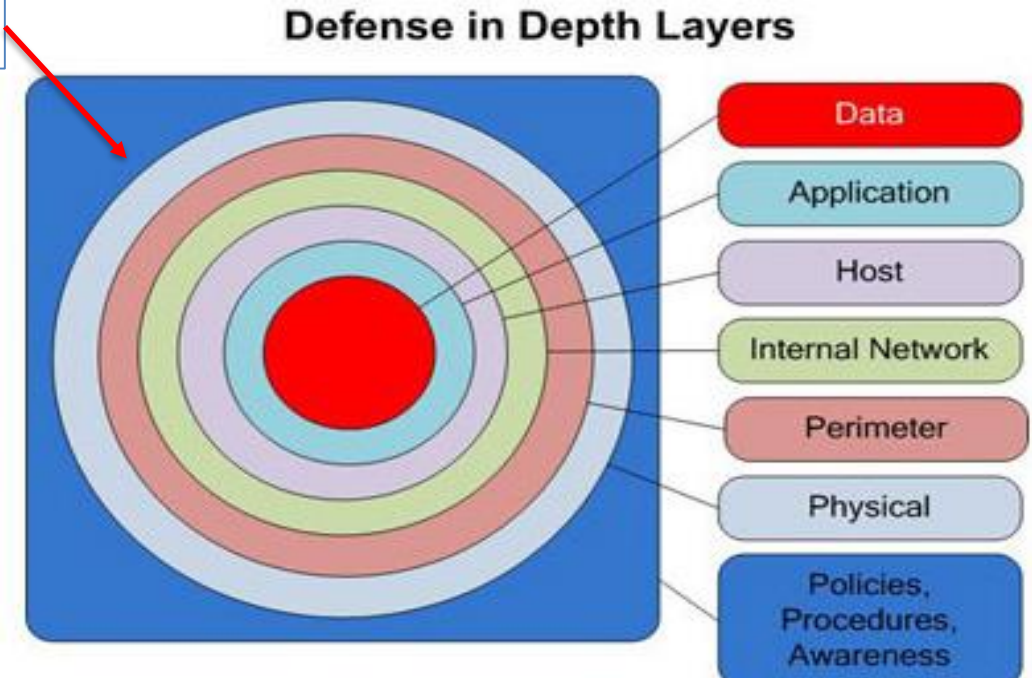 Defense in Depth Layers
Data
Application
Host
Internal Network
Perimeter
Physical
Policies,
Procedures,
Awareness